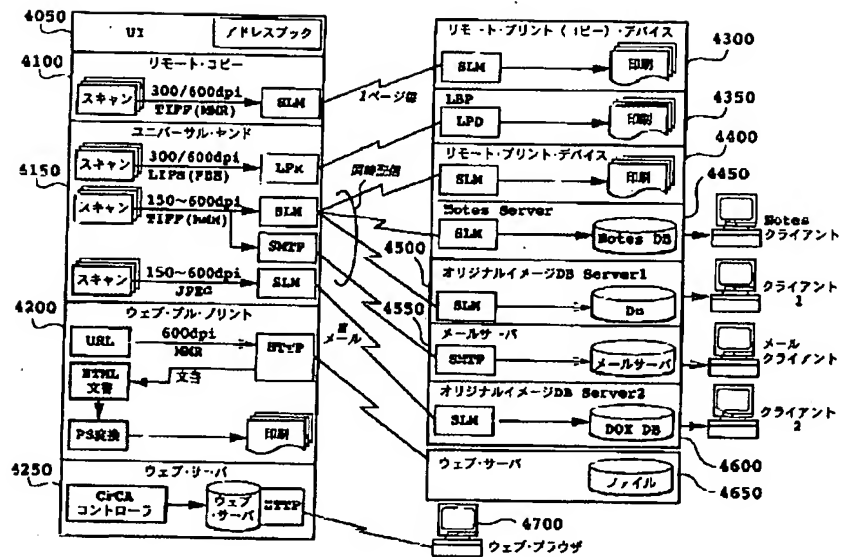 4050
UI
アドレスブック
4100
リモート・コピー
スキャン
300/600dpi
TIFF(MMR)
SLM
1ページ毎
4150
ユニバーサル・センド
スキャン
300/600dpi
LIPS(PBB)
LPR
スキャン
150~600dpi
TIFF(MMR)
SLM
SMTP
同時配信
スキャン
150~600dpi
JPEG
SLM
メール
4200
ウェブ・プル・プリント
URL
600dpi
MMR
HTTP
HTML
文書
文書
PS変換
印刷
4250
ウェブ・サーバ
CPCA
コントローラ
ウェブ
・サーバ
HTTP
リモート・プリント(コピー)・デバイス
SLM
印刷
4300
LBP
LPD
印刷
4350
リモート・プリント・デバイス
SLM
印刷
4400
Notes Server
SLM
Notes DB
4450
Notes
クライアント
4500
オリジナルイメージDB Server1
SLM
クライアント
1
4550
メールサーバ
SMTP
メールサーバ
メール
クライアント
オリジナルイメージDB Server2
SLM
DOX DB
クライアント
2
4600
ウェブ・サーバ
ファイル
4650
4700
ウェブ・ブラウザ